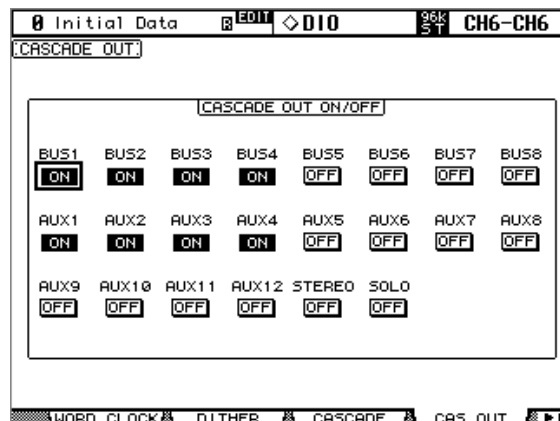 0 Initial Data EDIT ◇DIO 96K ST CH6-CH6
CASCADE OUT
CASCADE OUT ON/OFF
BUS1 BUS2 BUS3 BUS4 BUS5 BUS6 BUS7 BUS8
ON ON ON ON OFF OFF OFF OFF
AUX1 AUX2 AUX3 AUX4 AUX5 AUX6 AUX7 AUX8
ON ON ON ON OFF OFF OFF OFF
AUX9 AUX10 AUX11 AUX12 STEREO SOLO
OFF OFF OFF OFF OFF OFF
WORD CLOCK DITHER CASCADE CAS OUT